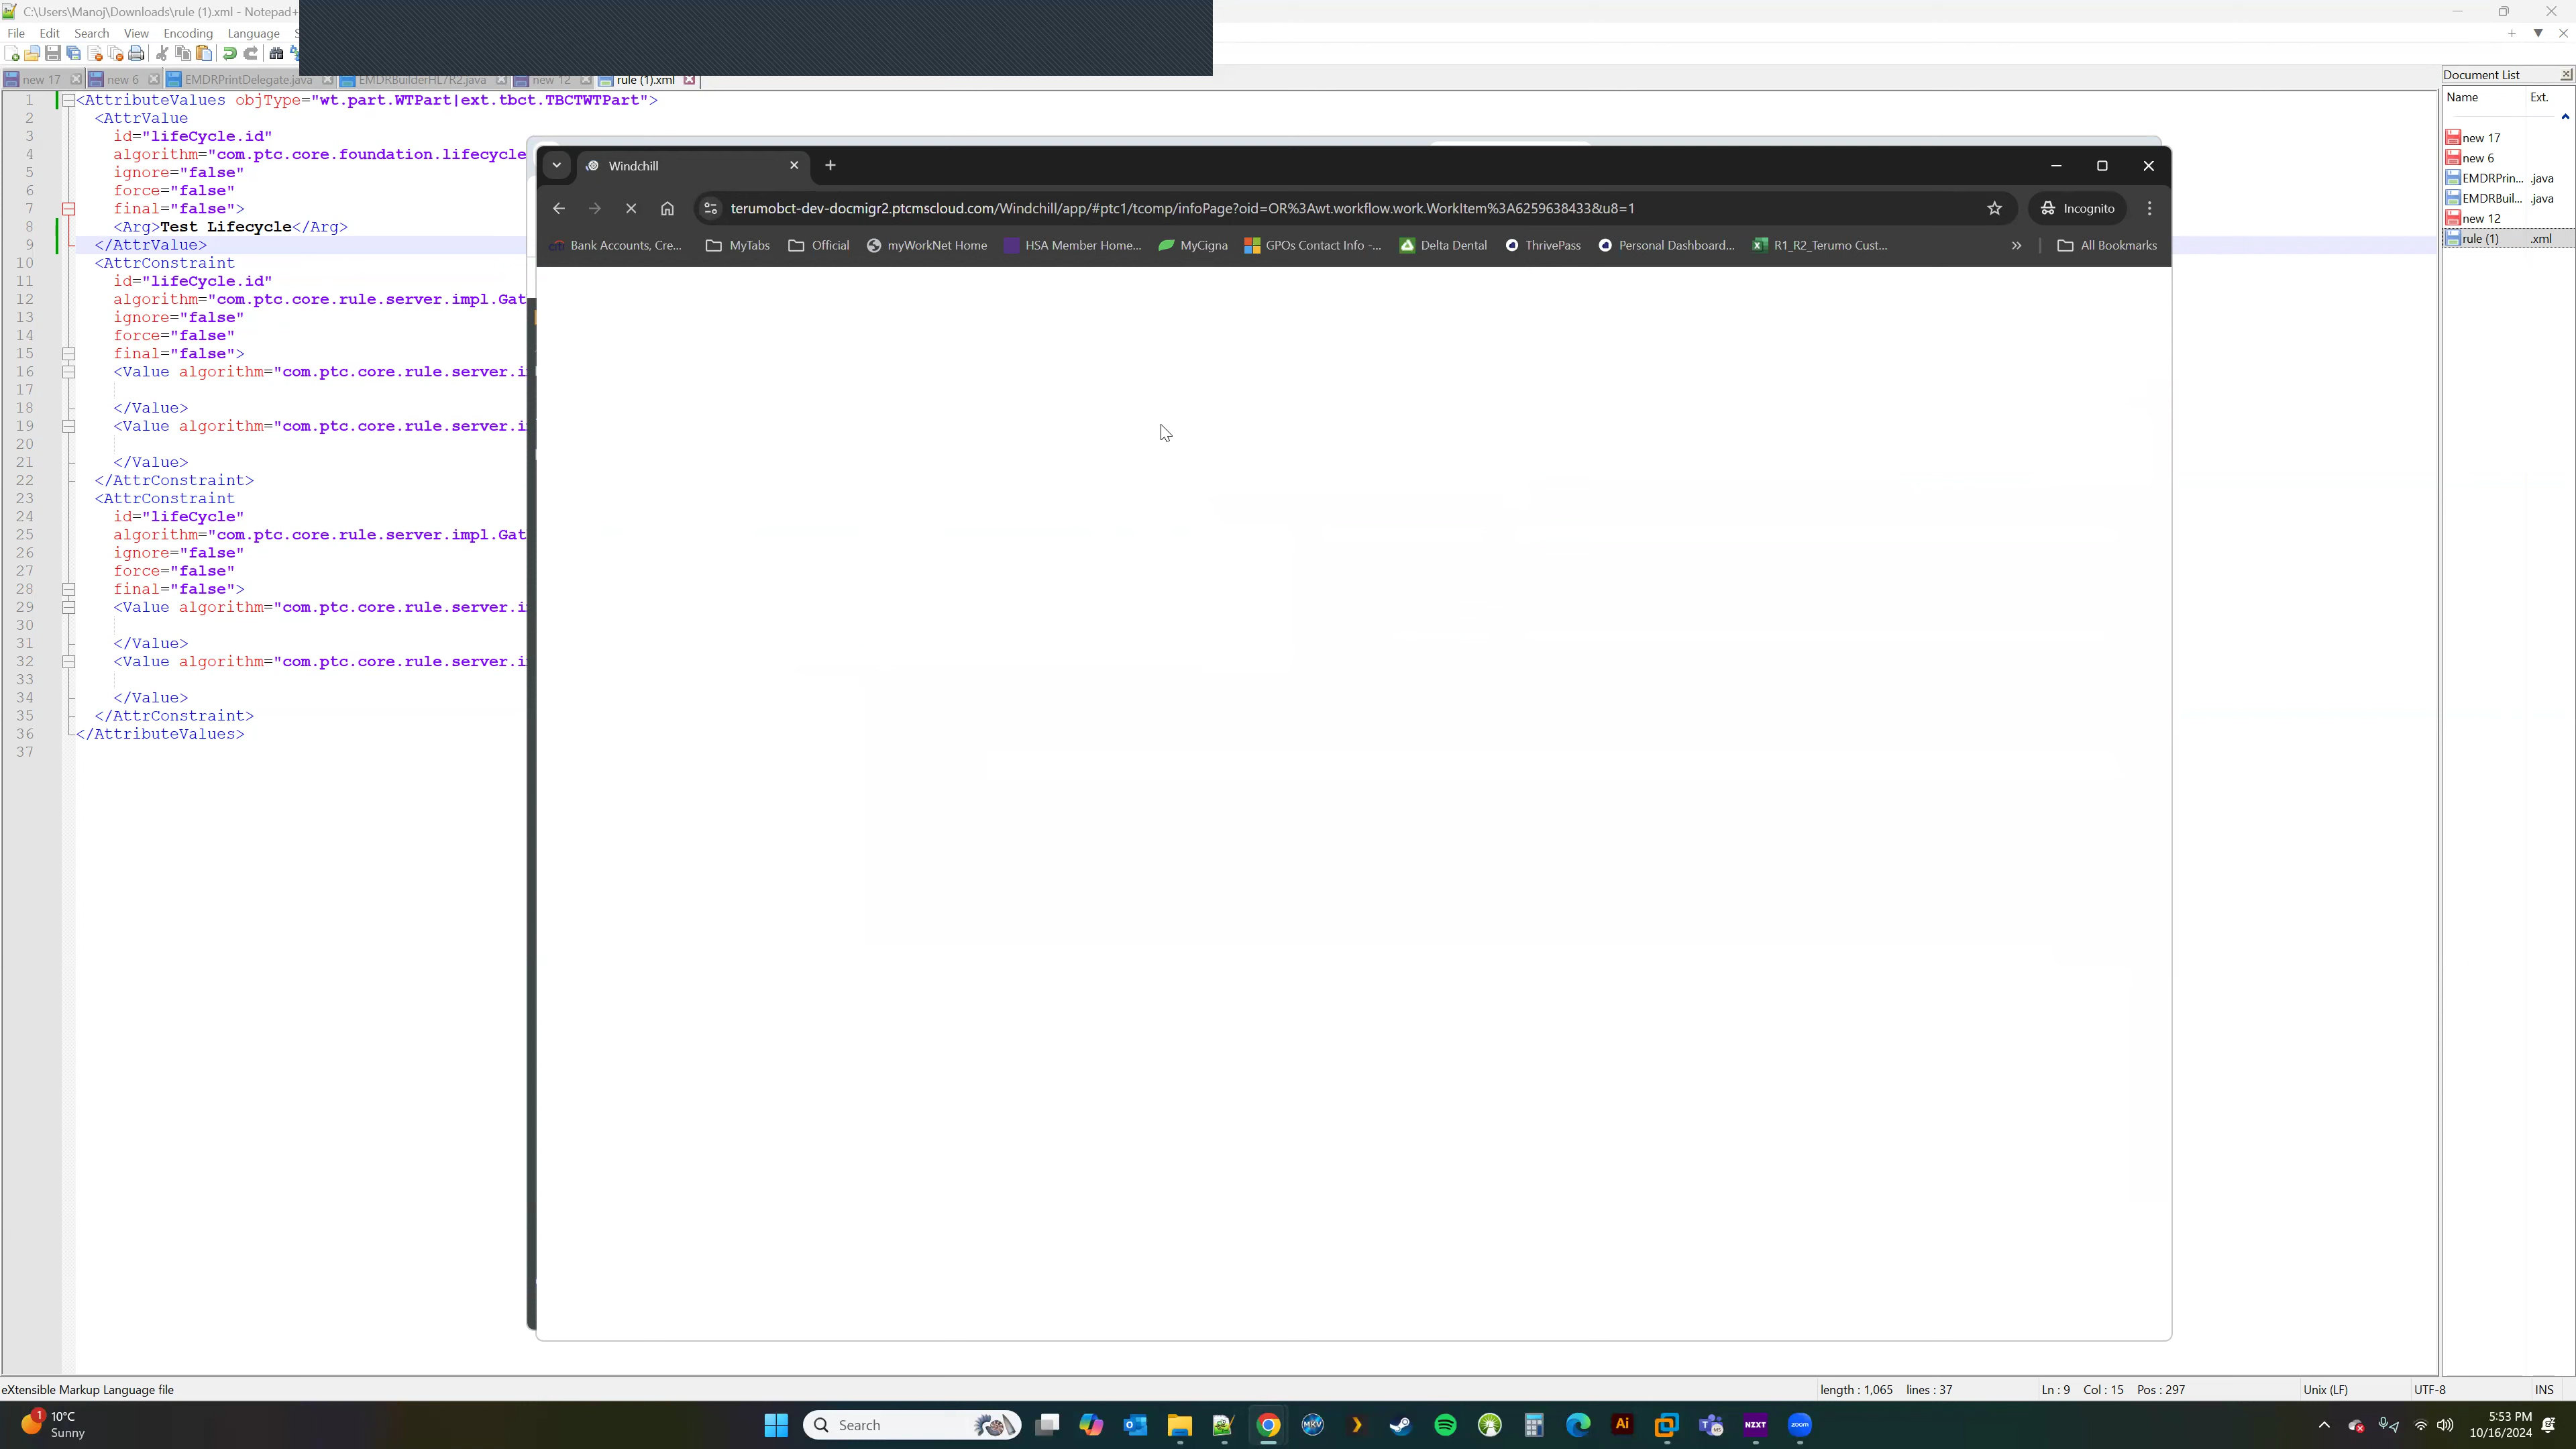 C:\Users\Manoj\Downloads\rule (1).xml - Notepad+
File Edit Search View Encoding Language
new 17 new 6 EMDRPrintDelegate.java EMDRBuilderHL7R2.java new 12 rule (1).xml
1 <AttributeValues objType="wt.part.WTPart|ext.tbct.TBCTWTPart">
2 <AttrValue
3 id="lifeCycle.id"
4 algorithm="com.ptc.core.foundation.lifecycle
5 ignore="false"
6 force="false"
7 final="false">
8 <Arg>Test Lifecycle</Arg>
9 </AttrValue>
10 <AttrConstraint
11 id="lifeCycle.id"
12 algorithm="com.ptc.core.rule.server.impl.Gat
13 ignore="false"
14 force="false"
15 final="false">
16 <Value algorithm="com.ptc.core.rule.server.i
17
18 </Value>
19 <Value algorithm="com.ptc.core.rule.server.i
20
21 </Value>
22 </AttrConstraint>
23 <AttrConstraint
24 id="lifeCycle"
25 algorithm="com.ptc.core.rule.server.impl.Gat
26 ignore="false"
27 force="false"
28 final="false">
29 <Value algorithm="com.ptc.core.rule.server.i
30
31 </Value>
32 <Value algorithm="com.ptc.core.rule.server.i
33
34 </Value>
35 </AttrConstraint>
36 </AttributeValues>
37
Windchill
terumobct-dev-docmigr2.ptcmscloud.com/Windchill/app/#ptc1/tcomp/infoPage?oid=OR%3Awt.workflow.work.WorkItem%3A6259638433&u8=1
Incognito
Bank Accounts, Cre... MyTabs Official myWorkNet Home HSA Member Home... MyCigna GPOs Contact Info -... Delta Dental ThrivePass Personal Dashboard... R1_R2_Terumo Cust... » All Bookmarks
Document List
Name Ext.
new 17
new 6
EMDRPrin... .java
EMDRBuil... .java
new 12
rule (1) .xml
eXtensible Markup Language file length : 1,065 lines : 37 Ln : 9 Col : 15 Pos : 297 Unix (LF) UTF-8 INS
1
10°C
Sunny
Search
MKV
Ai
NZXT
zoom
5:53 PM
10/16/2024